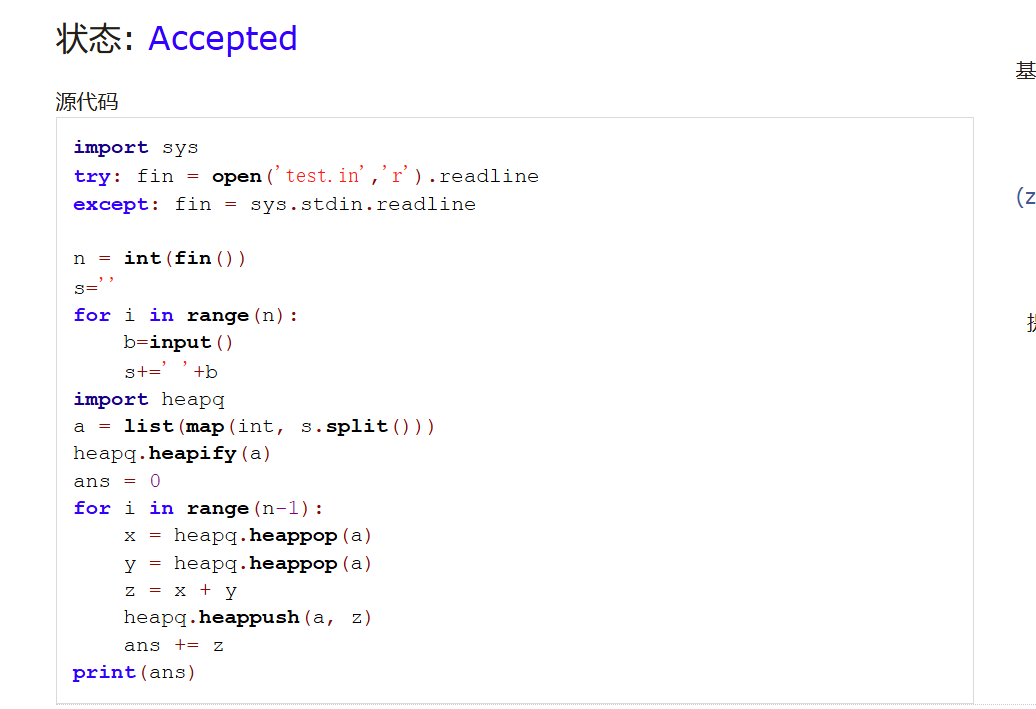 状态: Accepted
基
源代码
import sys
try: fin = open('test.in','r').readline
except: fin = sys.stdin.readline
(z
n = int(fin())
s=''
for i in range(n):
    b=input()
    s+=' '+b
import heapq
a = list(map(int, s.split()))
heapq.heapify(a)
ans = 0
for i in range(n-1):
    x = heapq.heappop(a)
    y = heapq.heappop(a)
    z = x + y
    heapq.heappush(a, z)
    ans += z
print(ans)